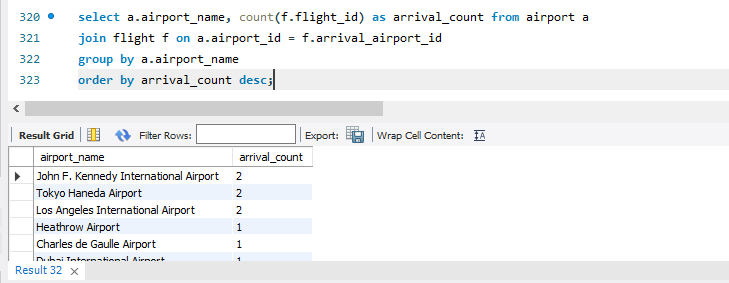 320 select a.airport_name, count(f.flight_id) as arrival_count from airport a
321 join flight f on a.airport_id = f.arrival_airport_id
322 group by a.airport_name
323 order by arrival_count desc;
Result Grid Filter Rows: Export: Wrap Cell Content: IA
airport_name arrival_count
John F. Kennedy International Airport 2
Tokyo Haneda Airport 2
Los Angeles International Airport 2
Heathrow Airport 1
Charles de Gaulle Airport 1
Dubai International Airport 1
Result 32 ×